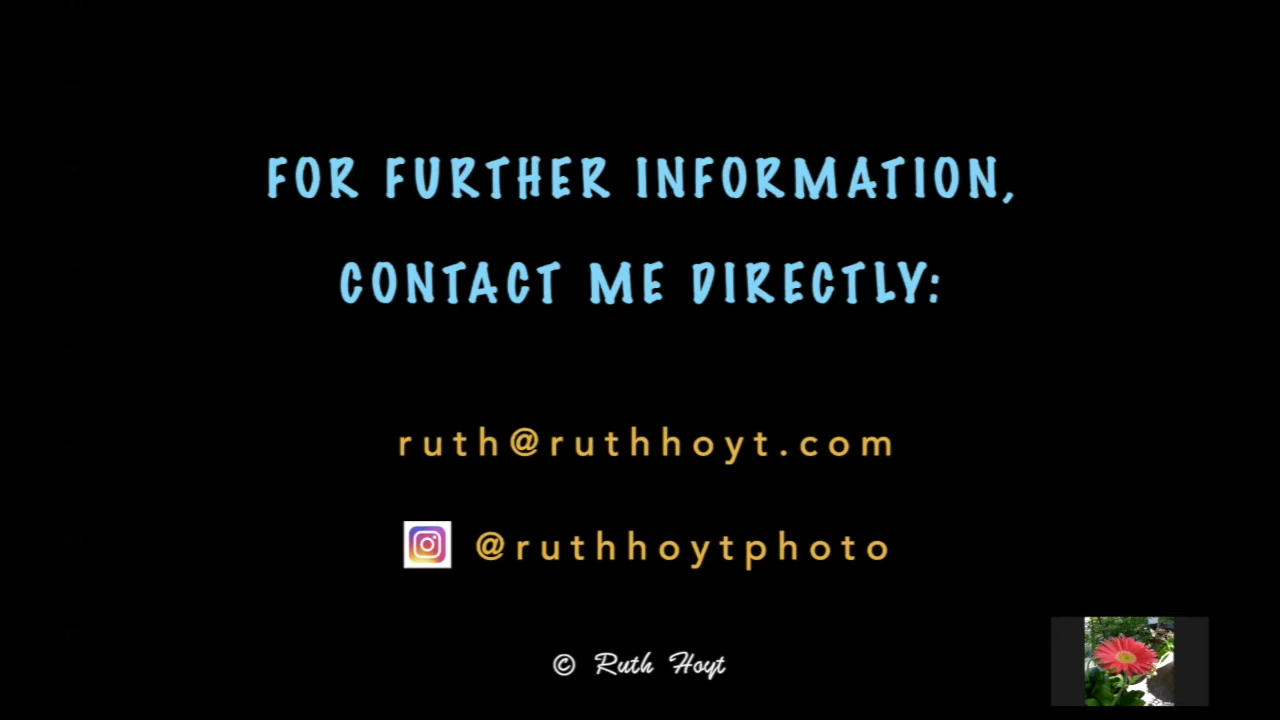 FOR FURTHER INFORMATION,
CONTACT ME DIRECTLY:
ruth@ruthhoyt.com
@ruthhoytphoto
© Ruth Hoyt